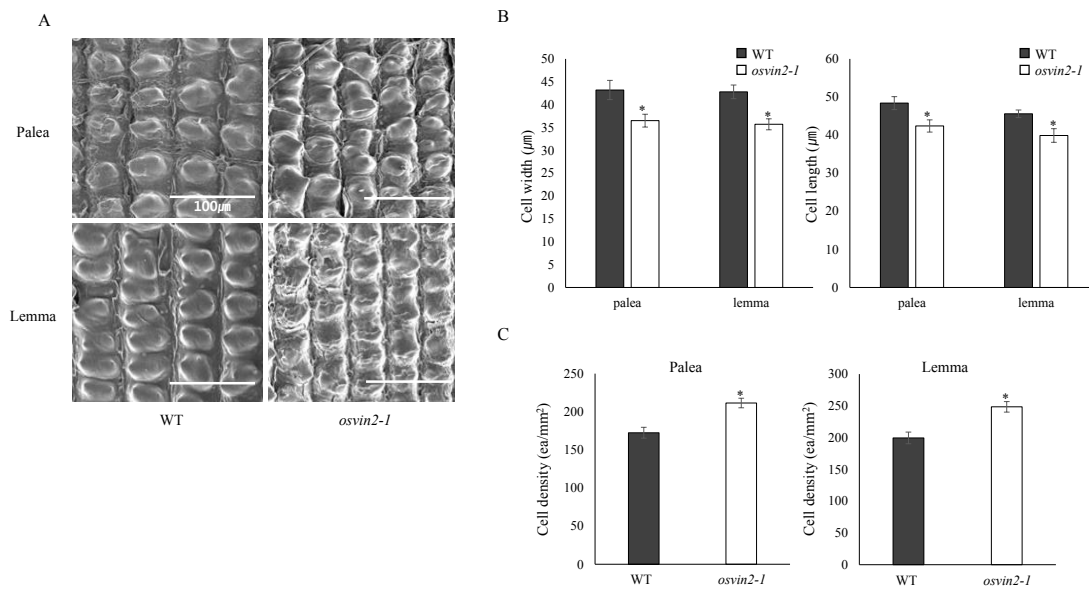 A
Palea
100㎛
Lemma
WT
osvin2-1
B
WT
osvin2-1
Cell width (㎛)
50
45
40
35
30
25
20
15
10
5
0
*
*
palea
lemma
WT
osvin2-1
Cell length (㎛)
60
50
40
30
20
10
0
*
*
palea
lemma
C
Palea
Cell density (ea/mm²)
250
200
150
100
50
0
*
WT
osvin2-1
Lemma
Cell density (ea/mm²)
300
250
200
150
100
50
0
*
WT
osvin2-1